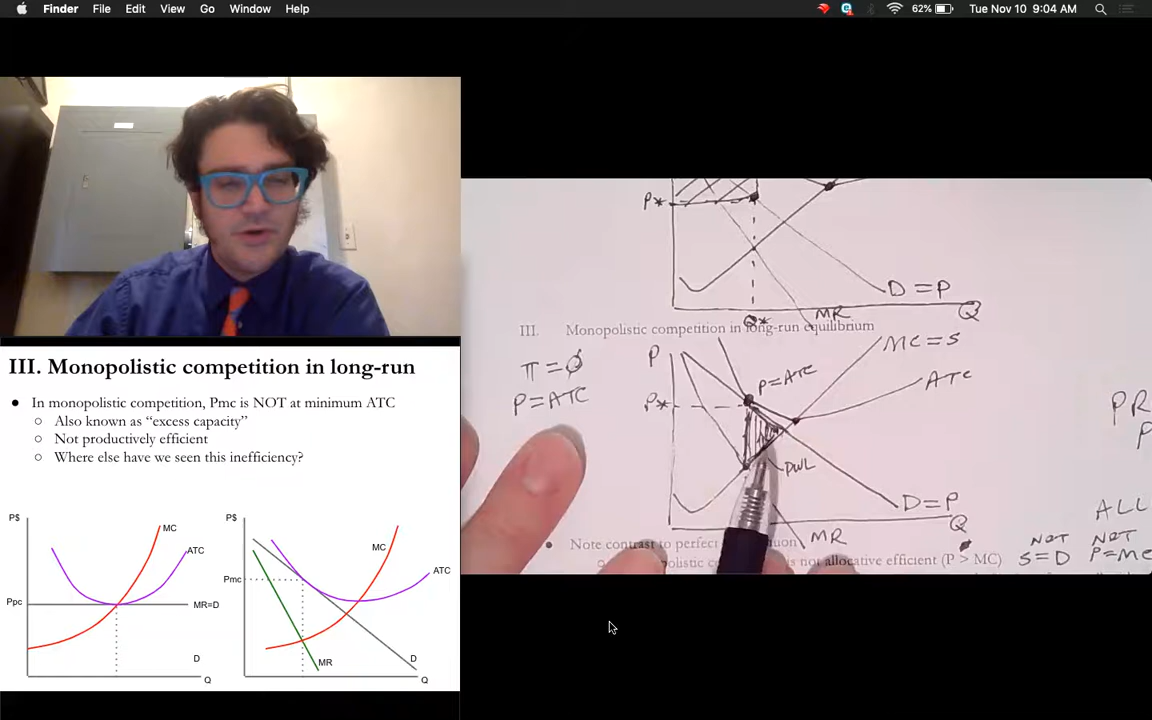 Finder File Edit View Go Window Help
62% Tue Nov 10 9:04 AM
III. Monopolistic competition in long-run
● In monopolistic competition, Pmc is NOT at minimum ATC
○ Also known as “excess capacity”
○ Not productively efficient
○ Where else have we seen this inefficiency?
P$
MC
ATC
Ppc
MR=D
D
Q
P$
MC
ATC
Pmc
MR
D
Q
P*
D = P
Q
Q*
MR
III. Monopolistic competition in long-run equilibrium
π = Ø
P = ATC
P
P*
P=ATC
MC = S
ATC
DWL
D = P
Q
MR
PR
P
ALL
NOT NOT
S = D P = MC
• Note contrast to perfect
not allocative efficient (P > MC)